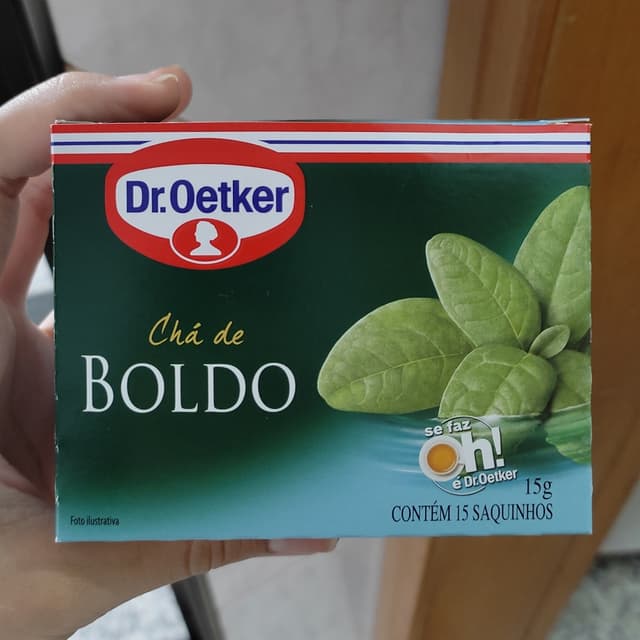 Dr.Oetker
Chá de
BOLDO
se faz
Oh!
é Dr.Oetker
15g
CONTÉM 15 SAQUINHOS
Foto ilustrativa